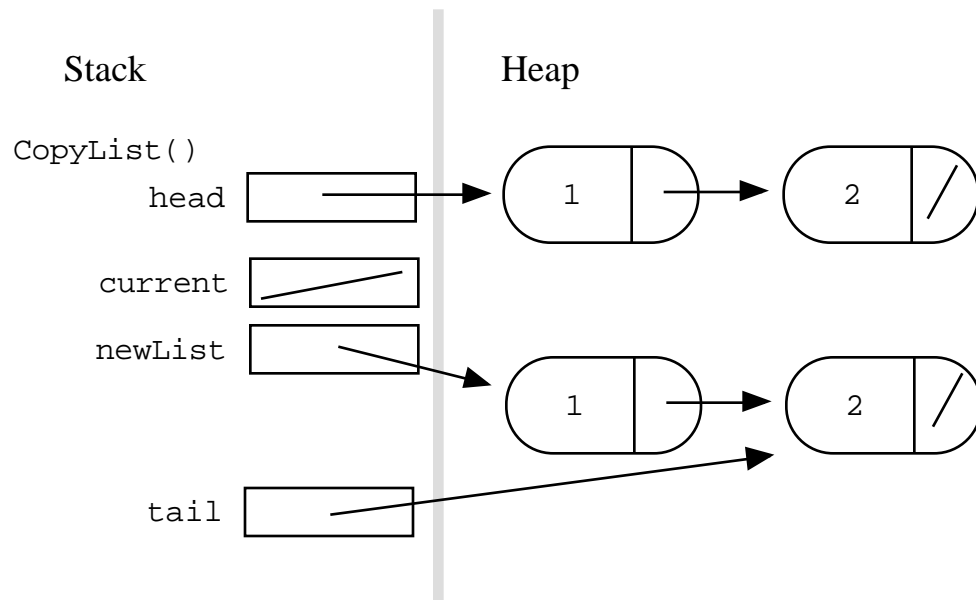 Stack Heap
CopyList()
head 1 2
current
newList
1 2
tail